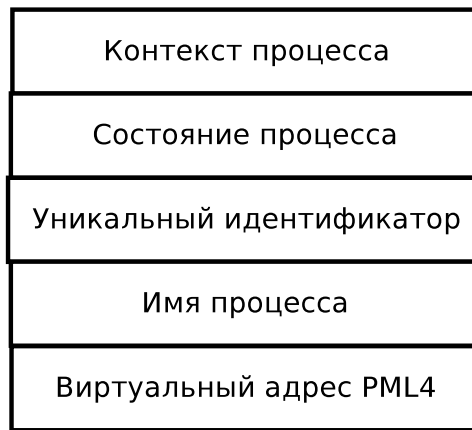 Контекст процесса
Состояние процесса
Уникальный идентификатор
Имя процесса
Виртуальный адрес PML4